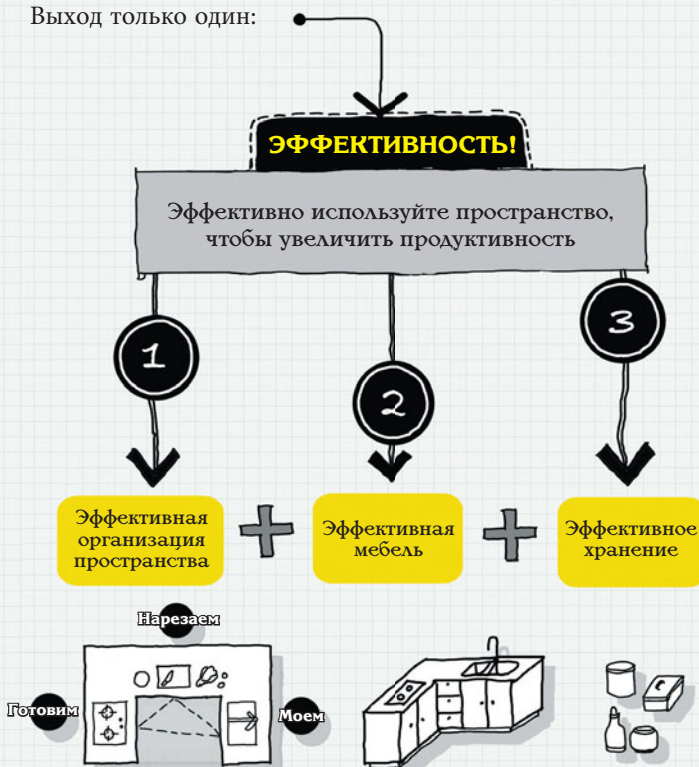 Выход только один:
ЭФФЕКТИВНОСТЬ!
Эффективно используйте пространство,
чтобы увеличить продуктивность
1
2
3
Эффективная
организация
пространства
Эффективная
мебель
Эффективное
хранение
Нарезаем
Готовим
Моем